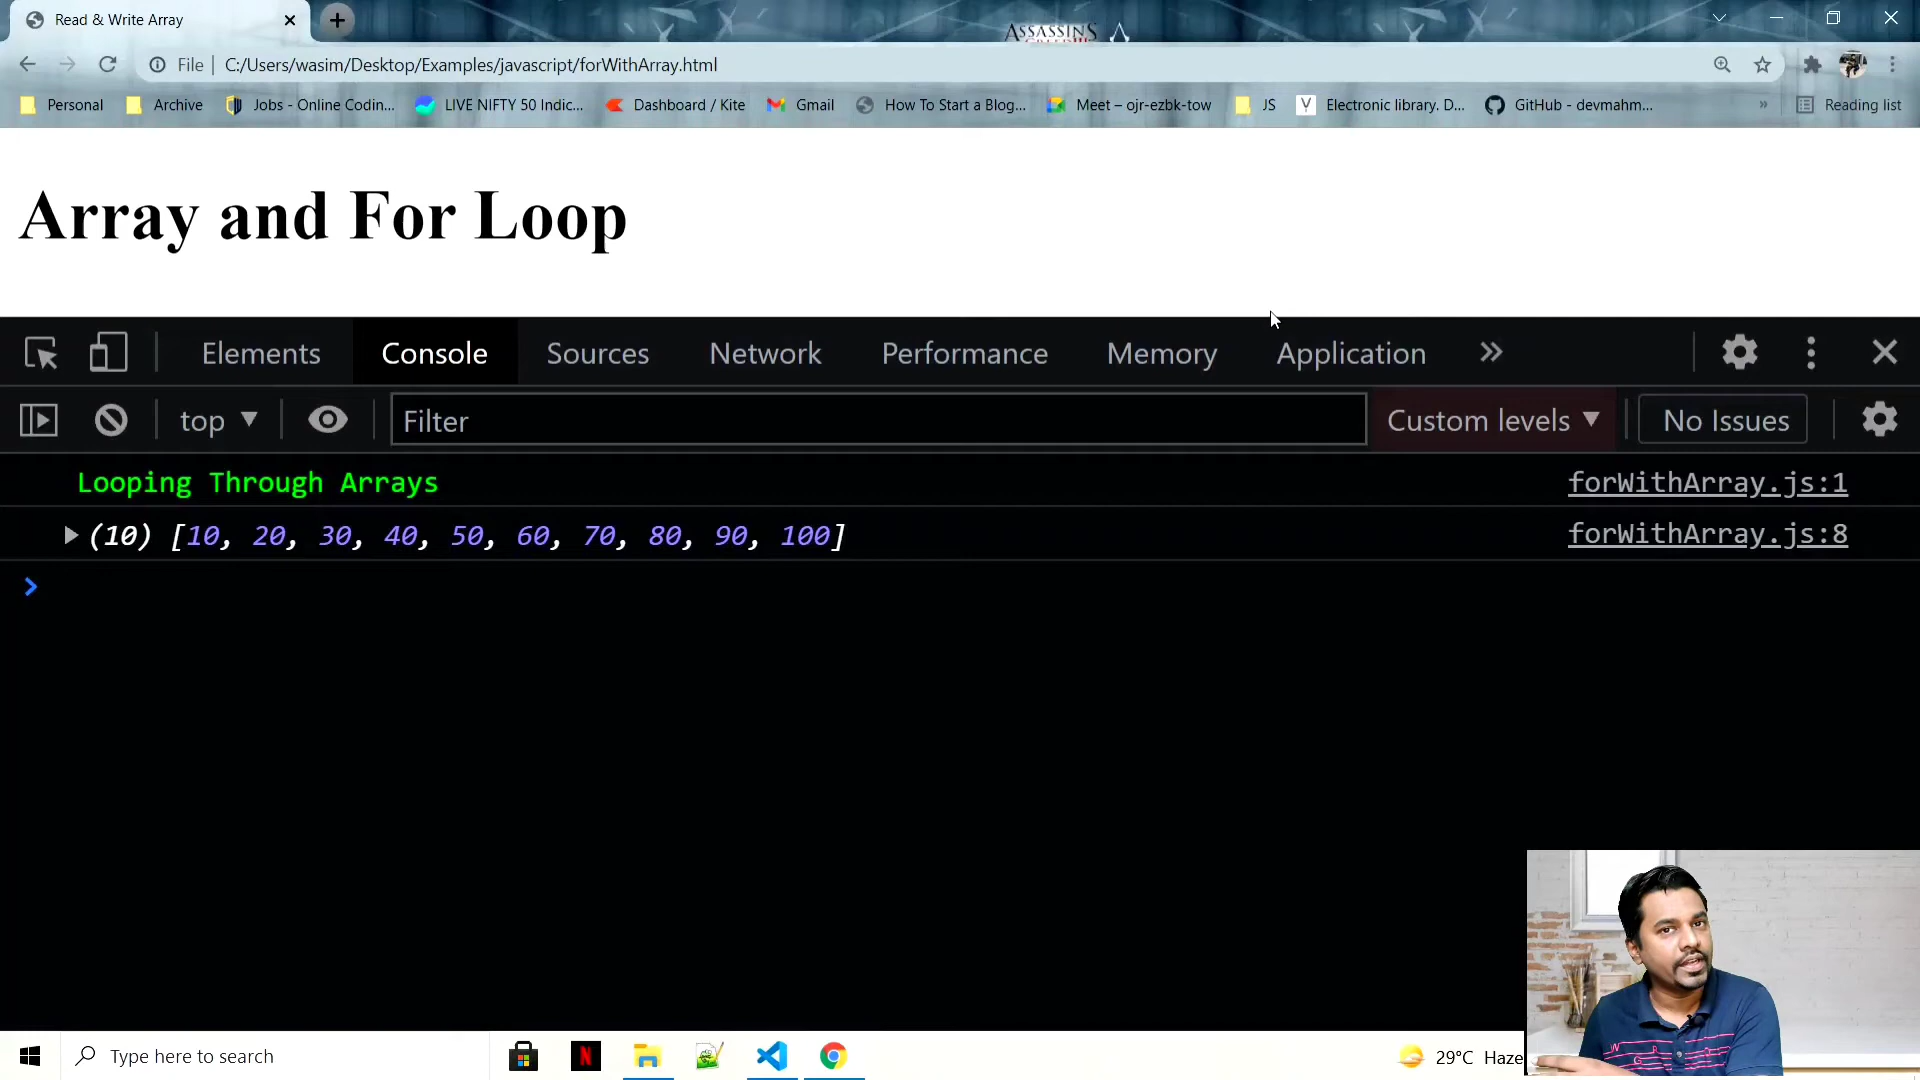 Read & Write Array
ASSASSINS
File C:/Users/wasim/Desktop/Examples/javascript/forWithArray.html
Personal Archive Jobs - Online Codin... LIVE NIFTY 50 Indic... Dashboard / Kite Gmail How To Start a Blog... Meet – ojr-ezbk-tow JS Electronic library. D... GitHub - devmahm... » Reading list
Array and For Loop
Elements Console Sources Network Performance Memory Application
top Filter Custom levels No Issues
Looping Through Arrays forWithArray.js:1
(10) [10, 20, 30, 40, 50, 60, 70, 80, 90, 100] forWithArray.js:8
Type here to search 29°C Haze